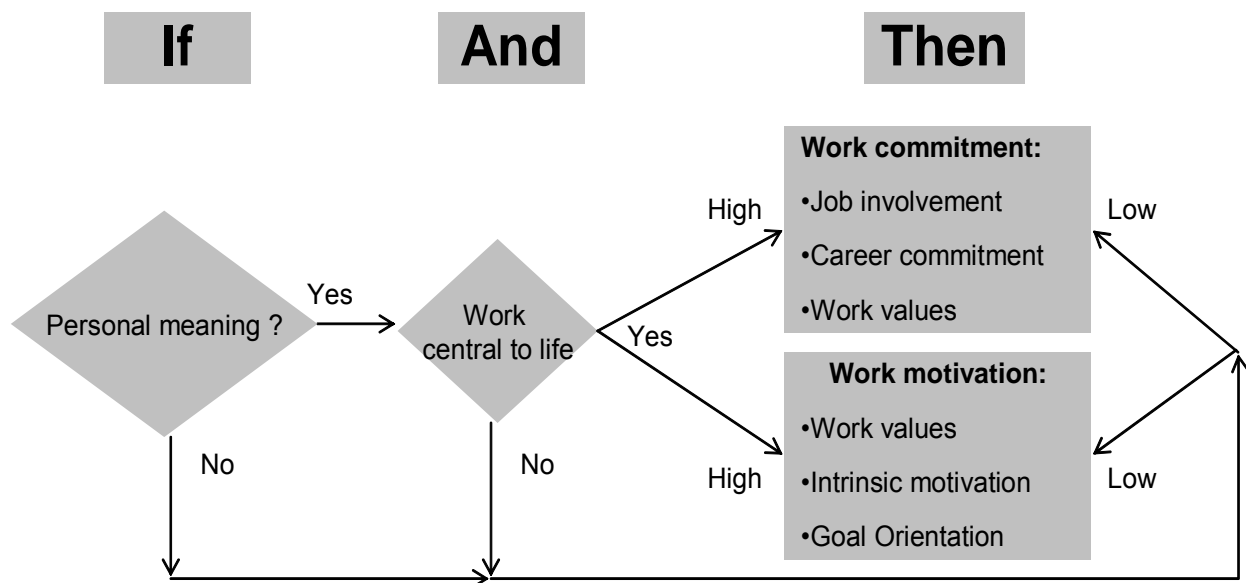 If
And
Then
Personal meaning ?
Yes
No
Work
central to life
Yes
No
High
High
Work commitment:
•Job involvement
•Career commitment
•Work values
Work motivation:
•Work values
•Intrinsic motivation
•Goal Orientation
Low
Low